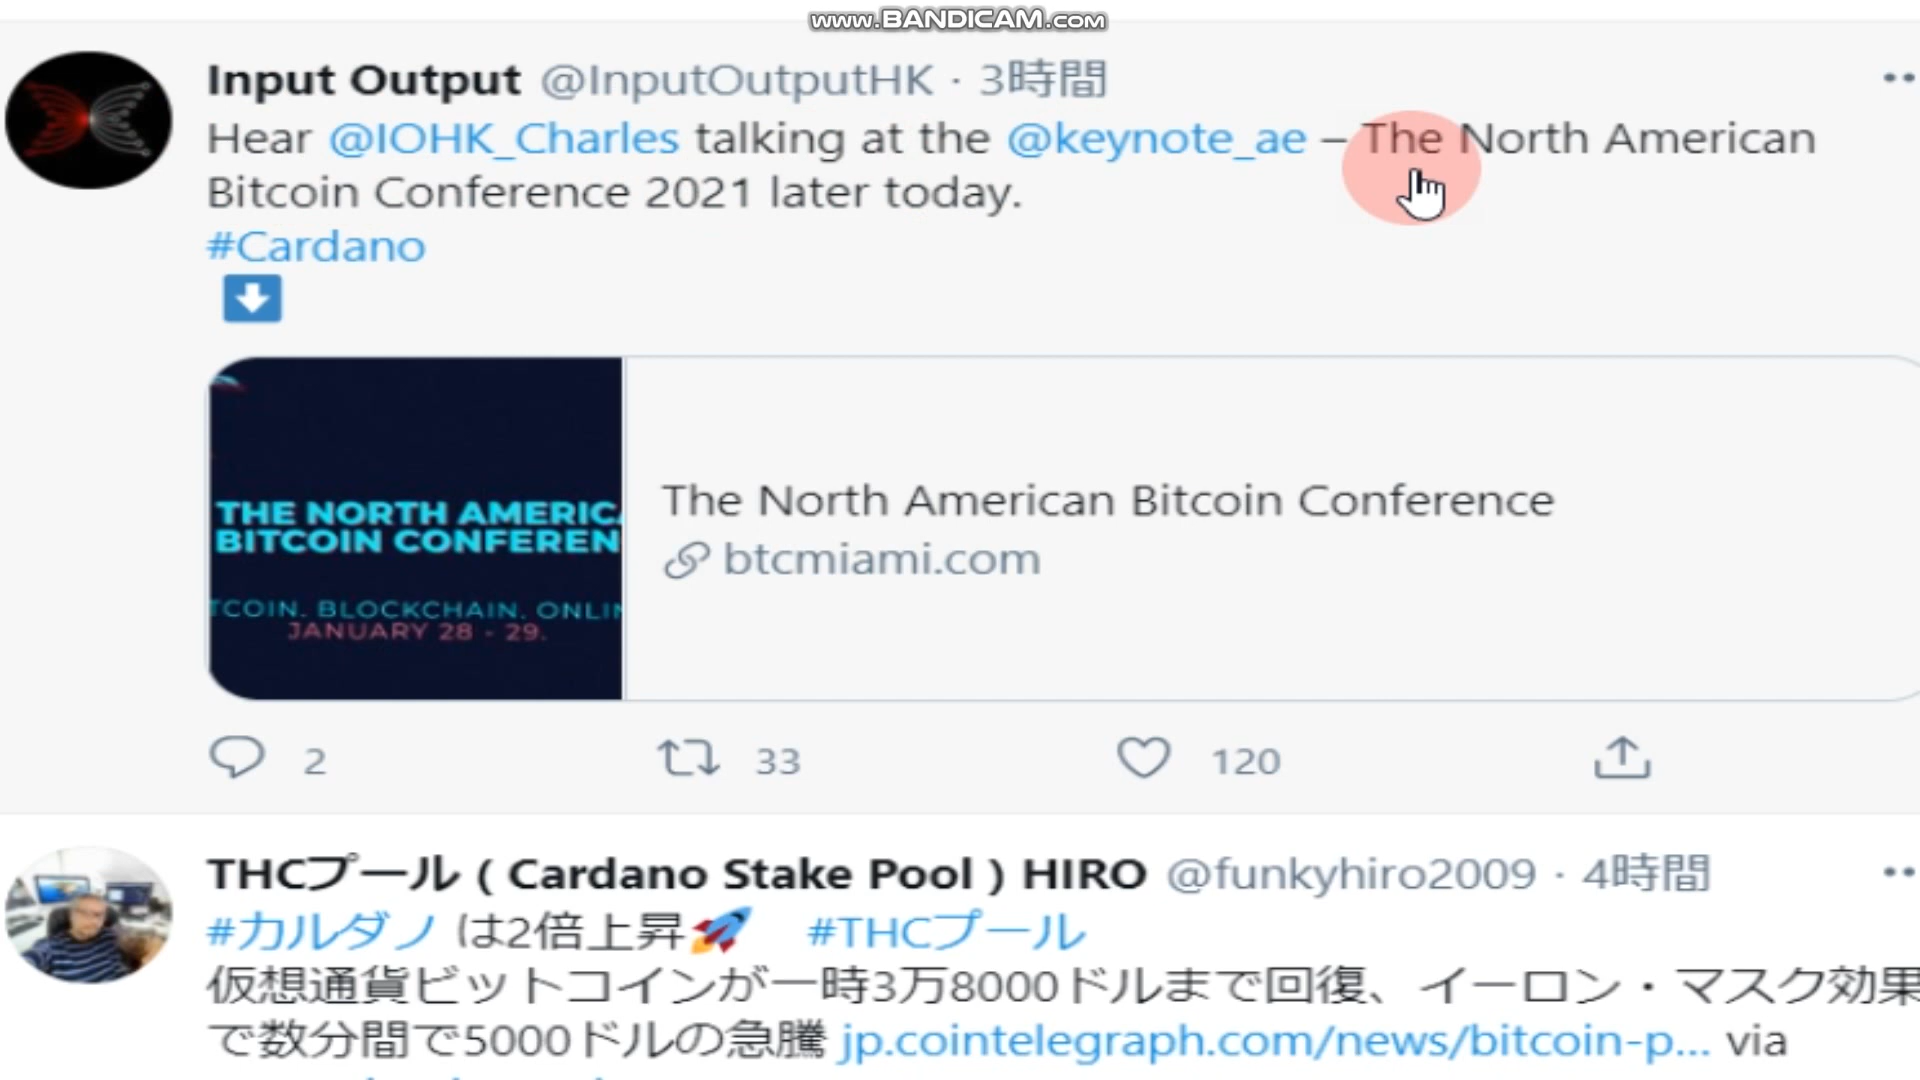 www.BANDICAM.com
Input Output @InputOutputHK · 3時間
Hear @IOHK_Charles talking at the @keynote_ae – The North American
Bitcoin Conference 2021 later today.
#Cardano
THE NORTH AMERIC
BITCOIN CONFEREN
TCOIN. BLOCKCHAIN. ONLIN
JANUARY 28 - 29.
The North American Bitcoin Conference
btcmiami.com
2 33 120
THCプール ( Cardano Stake Pool ) HIRO @funkyhiro2009 · 4時間
#カルダノ は2倍上昇🚀 #THCプール
仮想通貨ビットコインが一時3万8000ドルまで回復、イーロン・マスク効果
で数分間で5000ドルの急騰 jp.cointelegraph.com/news/bitcoin-p... via